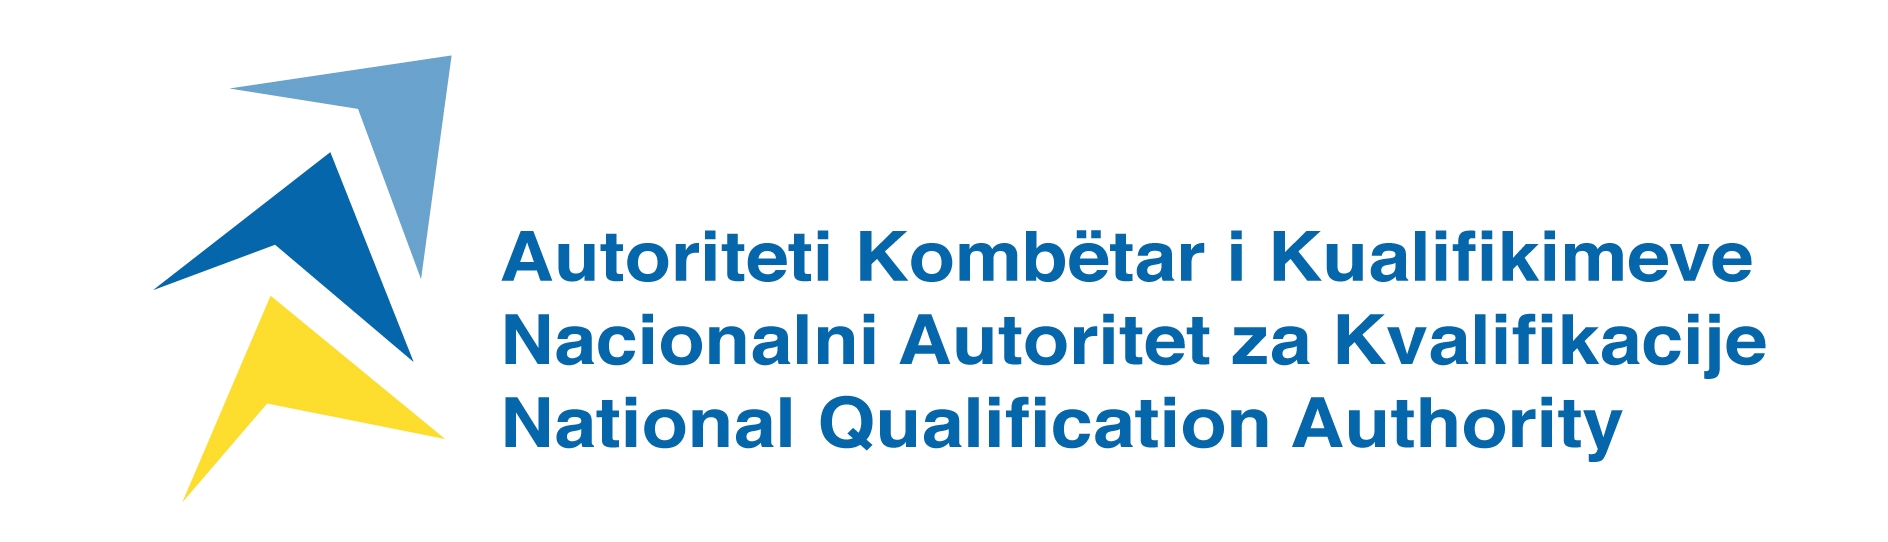 Autoriteti Kombëtar i Kualifikimeve
Nacionalni Autoritet za Kvalifikacije
National Qualification Authority